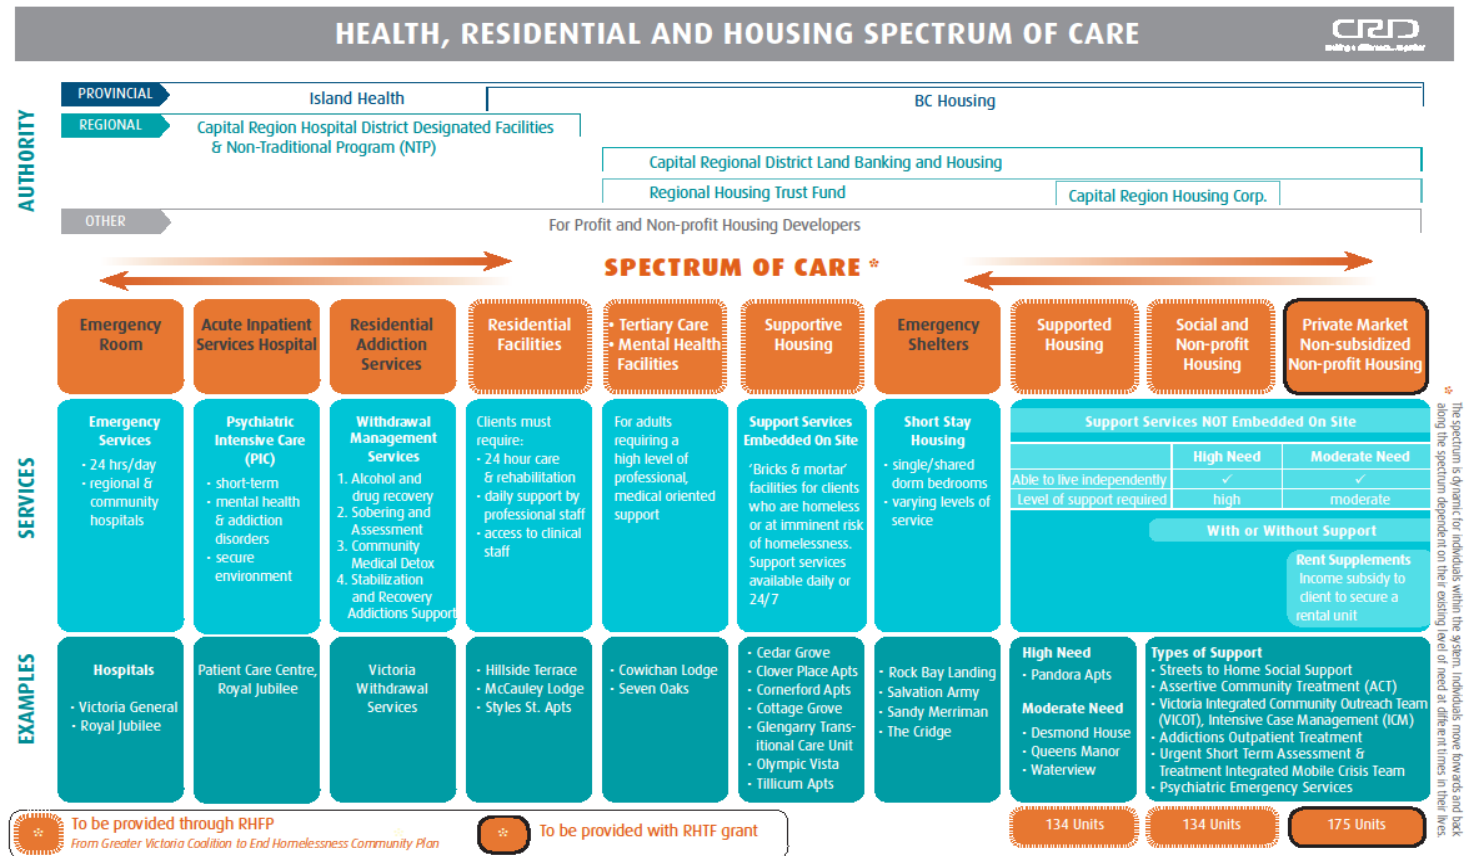 HEALTH, RESIDENTIAL AND HOUSING SPECTRUM OF CARE
CRD
making a difference...together
AUTHORITY
PROVINCIAL
Island Health
BC Housing
REGIONAL
Capital Region Hospital District Designated Facilities
& Non-Traditional Program (NTP)
Capital Regional District Land Banking and Housing
Regional Housing Trust Fund
Capital Region Housing Corp.
OTHER
For Profit and Non-profit Housing Developers
SPECTRUM OF CARE *
Emergency
Room
Acute Inpatient
Services Hospital
Residential
Addiction
Services
Residential
Facilities
• Tertiary Care
• Mental Health
Facilities
Supportive
Housing
Emergency
Shelters
Supported
Housing
Social and
Non-profit
Housing
Private Market
Non-subsidized
Non-profit Housing
SERVICES
Emergency
Services
· 24 hrs/day
· regional &
community
hospitals
Psychiatric
Intensive Care
(PIC)
· short-term
· mental health
& addiction
disorders
· secure
environment
Withdrawal
Management
Services
1. Alcohol and
drug recovery
2. Sobering and
Assessment
3. Community
Medical Detox
4. Stabilization
and Recovery
Addictions Support
Clients must
require:
· 24 hour care
& rehabilitation
· daily support by
professional staff
· access to clinical
staff
For adults
requiring a
high level of
professional,
medical oriented
support
Support Services
Embedded On Site
‘Bricks & mortar’
facilities for clients
who are homeless
or at imminent risk
of homelessness.
Support services
available daily or
24/7
Short Stay
Housing
· single/shared
dorm bedrooms
· varying levels of
service
Support Services NOT Embedded On Site
High Need Moderate Need
Able to live independently ✓ ✓
Level of support required high moderate
With or Without Support
Rent Supplements
Income subsidy to
client to secure a
rental unit
EXAMPLES
Hospitals
· Victoria General
· Royal Jubilee
Patient Care Centre,
Royal Jubilee
Victoria
Withdrawal
Services
· Hillside Terrace
· McCauley Lodge
· Styles St. Apts
· Cowichan Lodge
· Seven Oaks
· Cedar Grove
· Clover Place Apts
· Cornerford Apts
· Cottage Grove
· Glengarry Trans-
itional Care Unit
· Olympic Vista
· Tillicum Apts
· Rock Bay Landing
· Salvation Army
· Sandy Merriman
· The Cridge
High Need
· Pandora Apts
Moderate Need
· Desmond House
· Queens Manor
· Waterview
Types of Support
· Streets to Home Social Support
· Assertive Community Treatment (ACT)
· Victoria Integrated Community Outreach Team
(VICOT), Intensive Case Management (ICM)
· Addictions Outpatient Treatment
· Urgent Short Term Assessment &
Treatment Integrated Mobile Crisis Team
· Psychiatric Emergency Services
* The spectrum is dynamic for individuals within the system. Individuals move forwards and back
along the spectrum dependent on their existing level of need at different times in their lives.
* To be provided through RHFP
From Greater Victoria Coalition to End Homelessness Community Plan
* To be provided with RHTF grant
134 Units
134 Units
175 Units